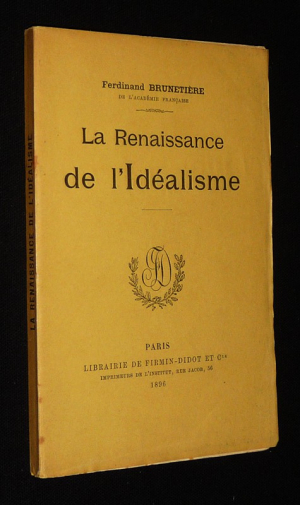 Ferdinand BRUNETIÈRE
DE L'ACADÉMIE FRANÇAISE
La Renaissance
de l'Idéalisme
FD
PARIS
LIBRAIRIE DE FIRMIN-DIDOT ET Cie
IMPRIMEURS DE L'INSTITUT, RUE JACOB, 56
1896
LA RENAISSANCE DE L'IDÉALISME